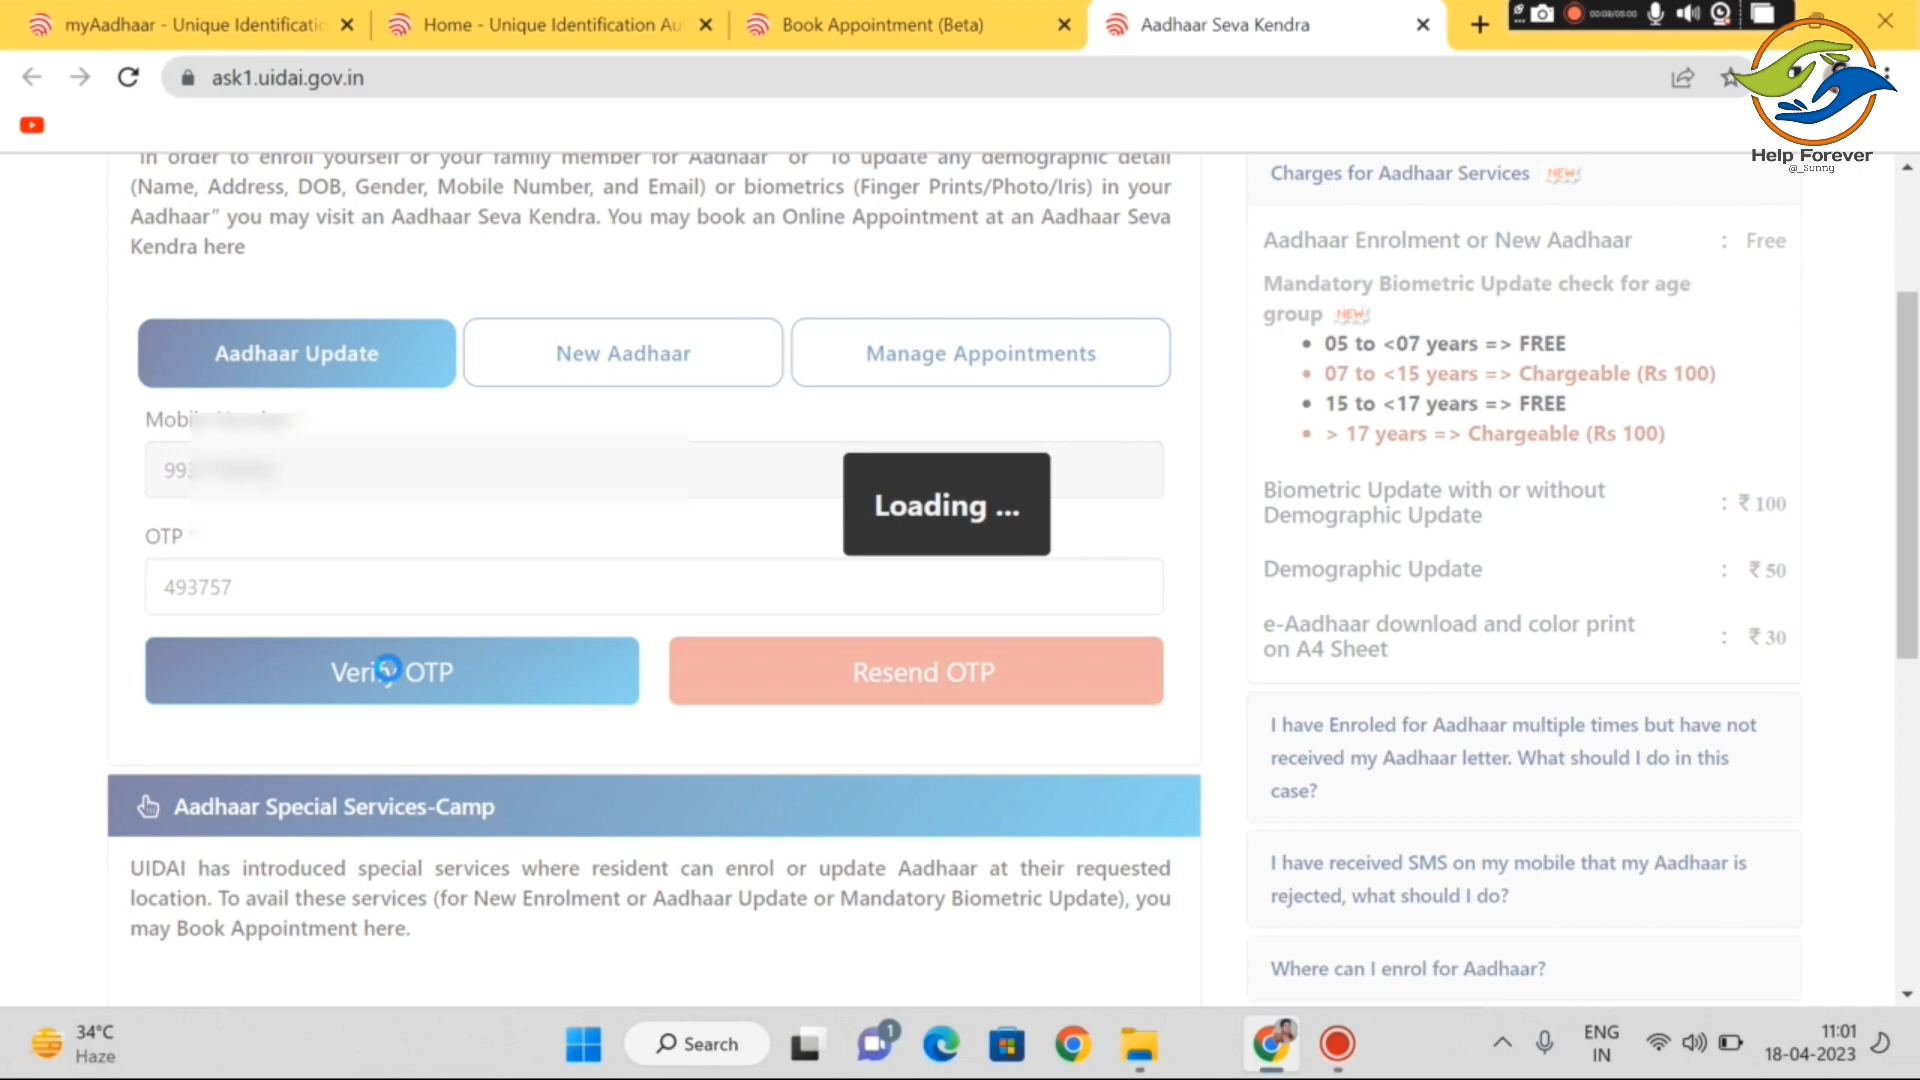 myAadhaar - Unique Identificatio
Home - Unique Identification Au
Book Appointment (Beta)
Aadhaar Seva Kendra
ask1.uidai.gov.in
Help Forever
@_Sunng
"In order to enroll yourself or your family member for Aadhaar" or "To update any demographic detail
(Name, Address, DOB, Gender, Mobile Number, and Email) or biometrics (Finger Prints/Photo/Iris) in your
Aadhaar” you may visit an Aadhaar Seva Kendra. You may book an Online Appointment at an Aadhaar Seva
Kendra here
Aadhaar Update
New Aadhaar
Manage Appointments
993
OTP
493757
Loading ...
Verify OTP
Resend OTP
Aadhaar Special Services-Camp
UIDAI has introduced special services where resident can enrol or update Aadhaar at their requested
location. To avail these services (for New Enrolment or Aadhaar Update or Mandatory Biometric Update), you
may Book Appointment here.
Charges for Aadhaar Services NEW!
Aadhaar Enrolment or New Aadhaar : Free
Mandatory Biometric Update check for age
group NEW!
• 05 to <07 years => FREE
• 07 to <15 years => Chargeable (Rs 100)
• 15 to <17 years => FREE
• > 17 years => Chargeable (Rs 100)
Biometric Update with or without
Demographic Update : ₹ 100
Demographic Update : ₹ 50
e-Aadhaar download and color print
on A4 Sheet : ₹ 30
I have Enroled for Aadhaar multiple times but have not
received my Aadhaar letter. What should I do in this
case?
I have received SMS on my mobile that my Aadhaar is
rejected, what should I do?
Where can I enrol for Aadhaar?
34°C
Haze
Search
1
ENG
IN
11:01
18-04-2023